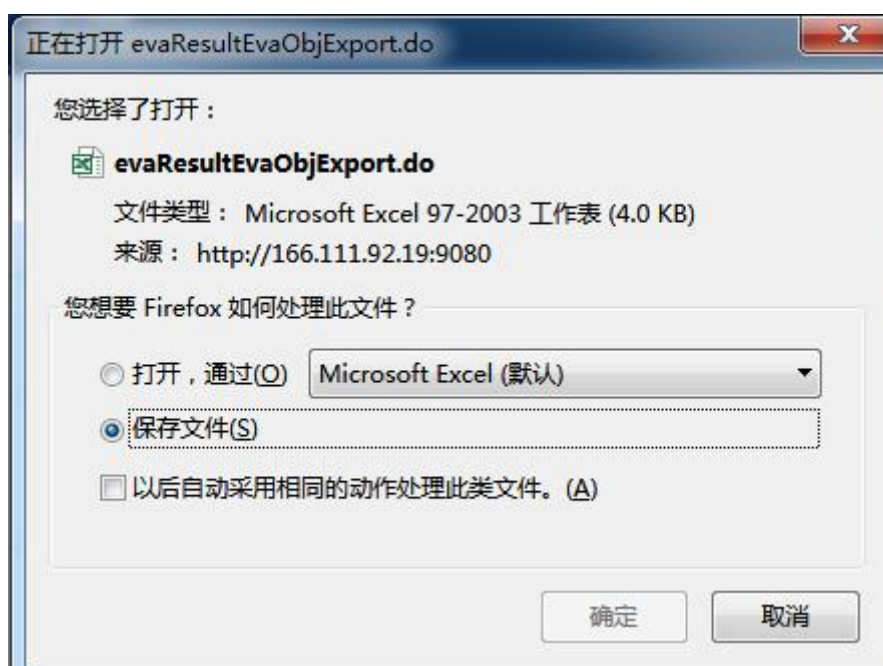 正在打开 evaResultEvaObjExport.do
您选择了打开：
evaResultEvaObjExport.do
文件类型： Microsoft Excel 97-2003 工作表 (4.0 KB)
来源： http://166.111.92.19:9080
您想要 Firefox 如何处理此文件？
打开，通过(O) Microsoft Excel (默认)
保存文件(S)
以后自动采用相同的动作处理此类文件。(A)
确定 取消